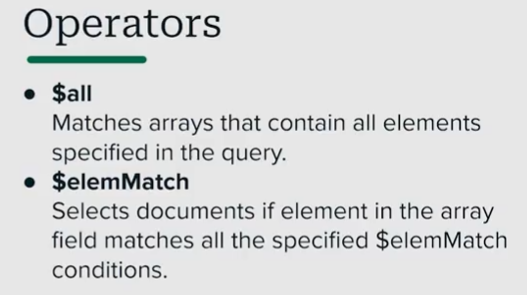 Operators
• $all
Matches arrays that contain all elements
specified in the query.
• $elemMatch
Selects documents if element in the array
field matches all the specified $elemMatch
conditions.